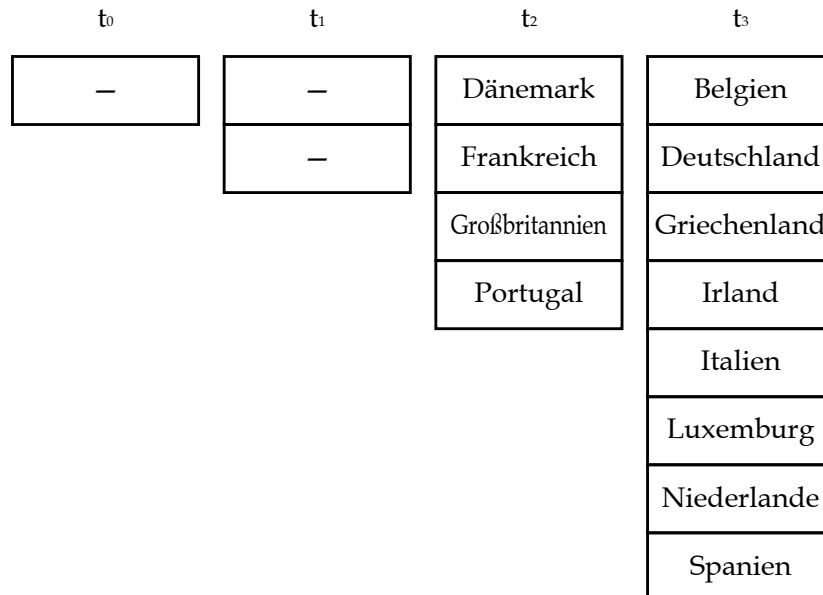 t₀ t₁ t₂ t₃
– – Dänemark Belgien
– Frankreich Deutschland
Großbritannien Griechenland
Portugal Irland
Italien
Luxemburg
Niederlande
Spanien